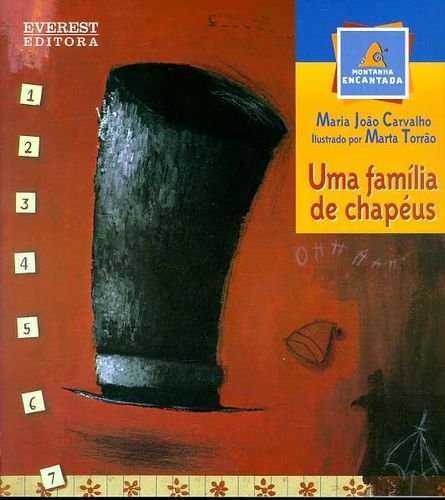 EVEREST
EDITORA
MONTANHA
ENCANTADA
Maria João Carvalho
Ilustrado por Marta Torrão
Uma família
de chapéus
1
2
3
4
5
6
7